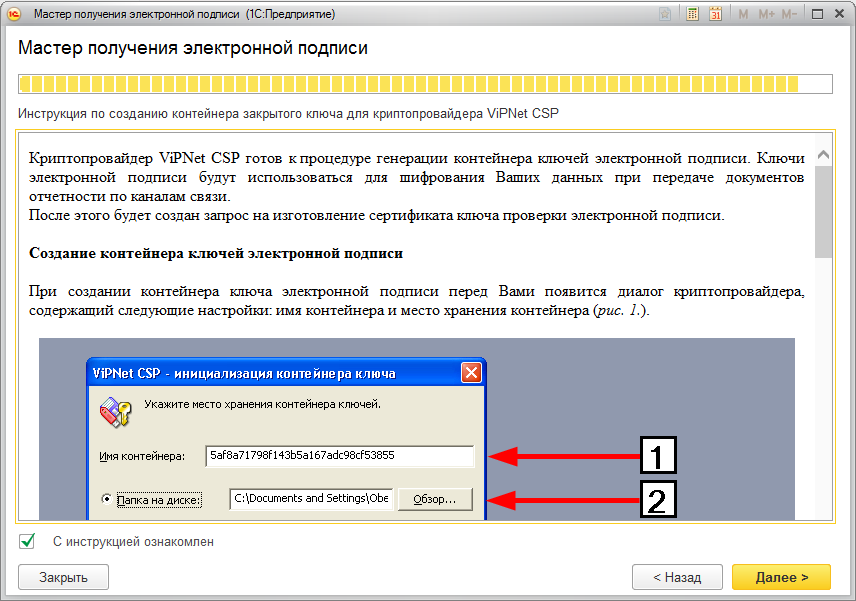 Мастер получения электронной подписи (1С:Предприятие)
31 M M+ M-
Мастер получения электронной подписи
Инструкция по созданию контейнера закрытого ключа для криптопровайдера ViPNet CSP
Криптопровайдер ViPNet CSP готов к процедуре генерации контейнера ключей электронной подписи. Ключи
электронной подписи будут использоваться для шифрования Ваших данных при передаче документов
отчетности по каналам связи.
После этого будет создан запрос на изготовление сертификата ключа проверки электронной подписи.
Создание контейнера ключей электронной подписи
При создании контейнера ключа электронной подписи перед Вами появится диалог криптопровайдера,
содержащий следующие настройки: имя контейнера и место хранения контейнера (рис. 1.).
ViPNet CSP - инициализация контейнера ключа
Укажите место хранения контейнера ключей.
Имя контейнера: 5af8a71798f143b5a167adc98cf53855
1
Папка на диске: C:\Documents and Settings\Obe Обзор...
2
С инструкцией ознакомлен
Закрыть
< Назад
Далее >